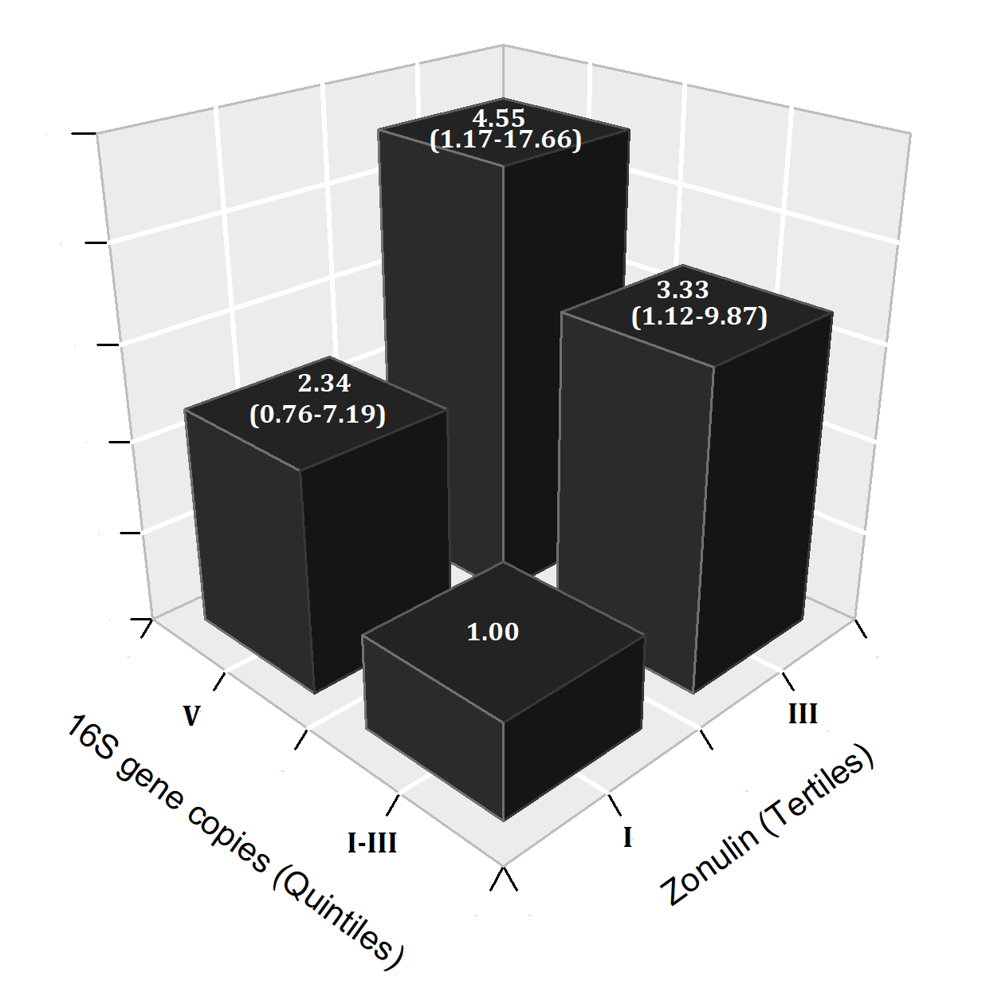 4.55
(1.17-17.66)
3.33
(1.12-9.87)
2.34
(0.76-7.19)
1.00
V
I-III
I
III
16S gene copies (Quintiles)
Zonulin (Tertiles)